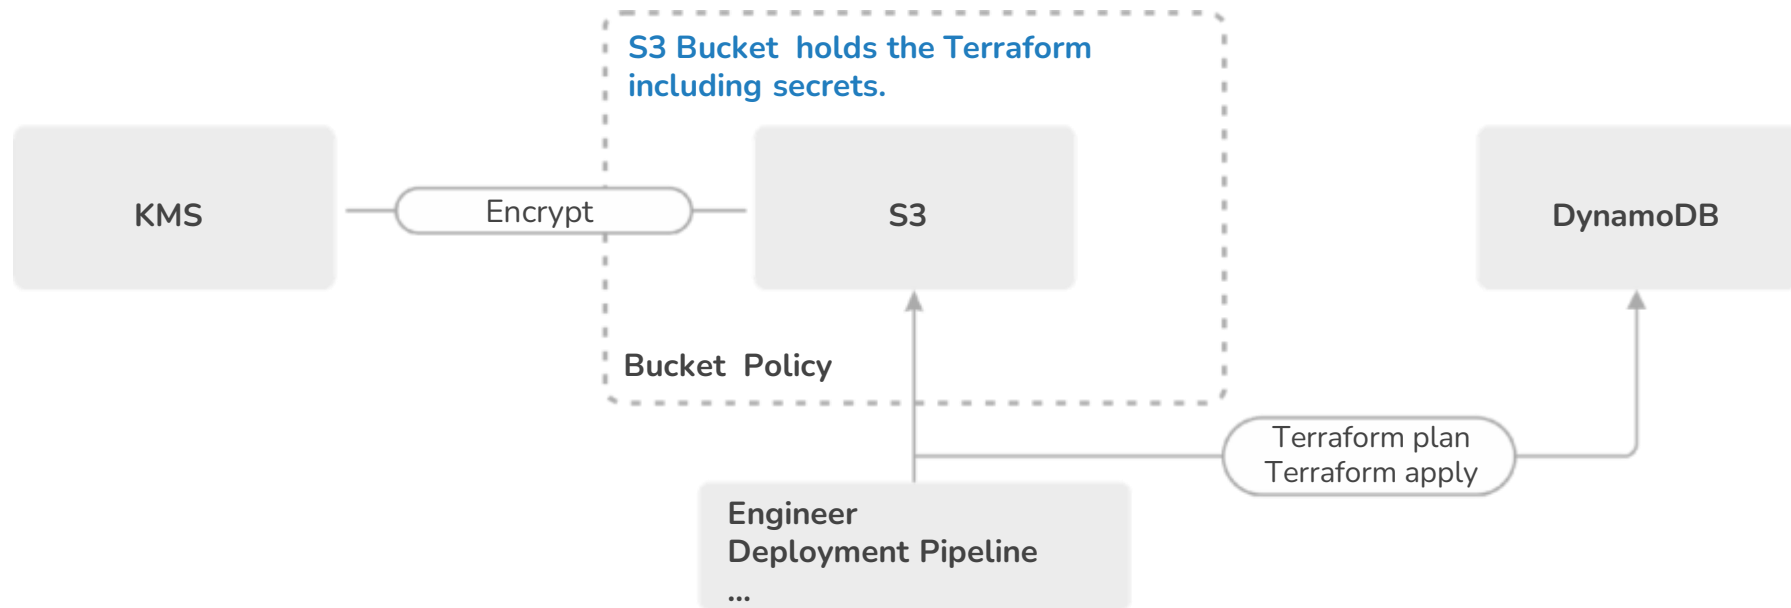 S3 Bucket holds the Terraform
including secrets.
KMS
Encrypt
S3
DynamoDB
Bucket Policy
Terraform plan
Terraform apply
Engineer
Deployment Pipeline
...